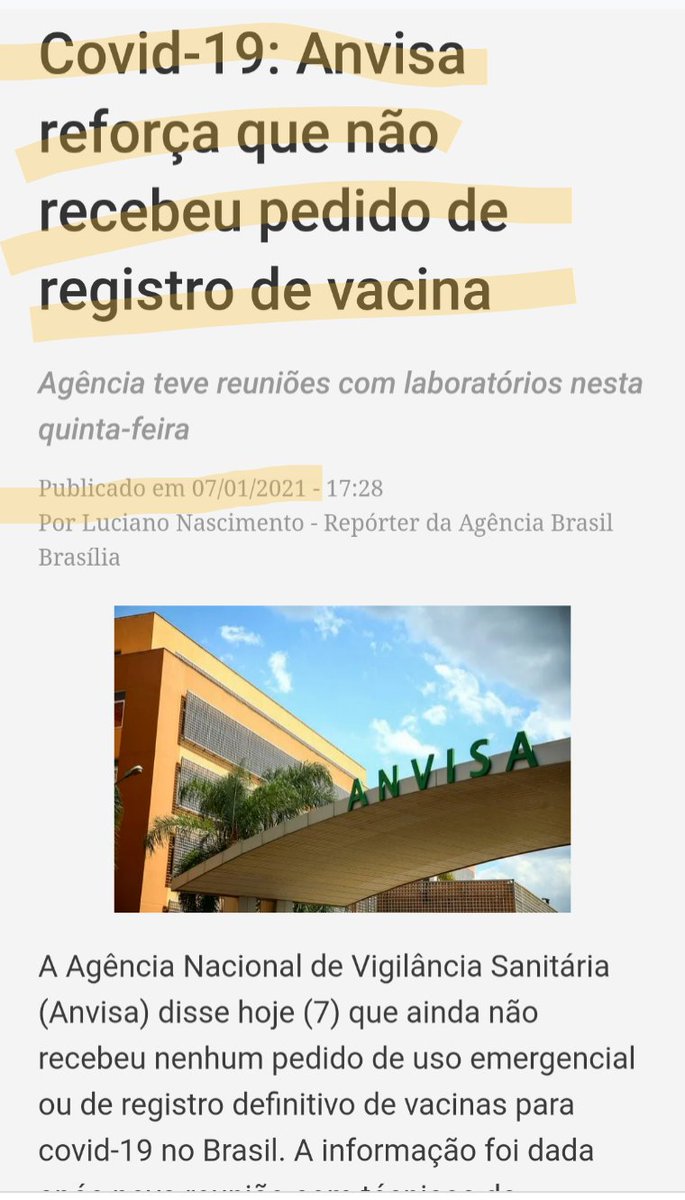 Covid-19: Anvisa
reforça que não
recebeu pedido de
registro de vacina
Agência teve reuniões com laboratórios nesta
quinta-feira
Publicado em 07/01/2021 - 17:28
Por Luciano Nascimento - Repórter da Agência Brasil
Brasília
ANVISA
A Agência Nacional de Vigilância Sanitária
(Anvisa) disse hoje (7) que ainda não
recebeu nenhum pedido de uso emergencial
ou de registro definitivo de vacinas para
covid-19 no Brasil. A informação foi dada